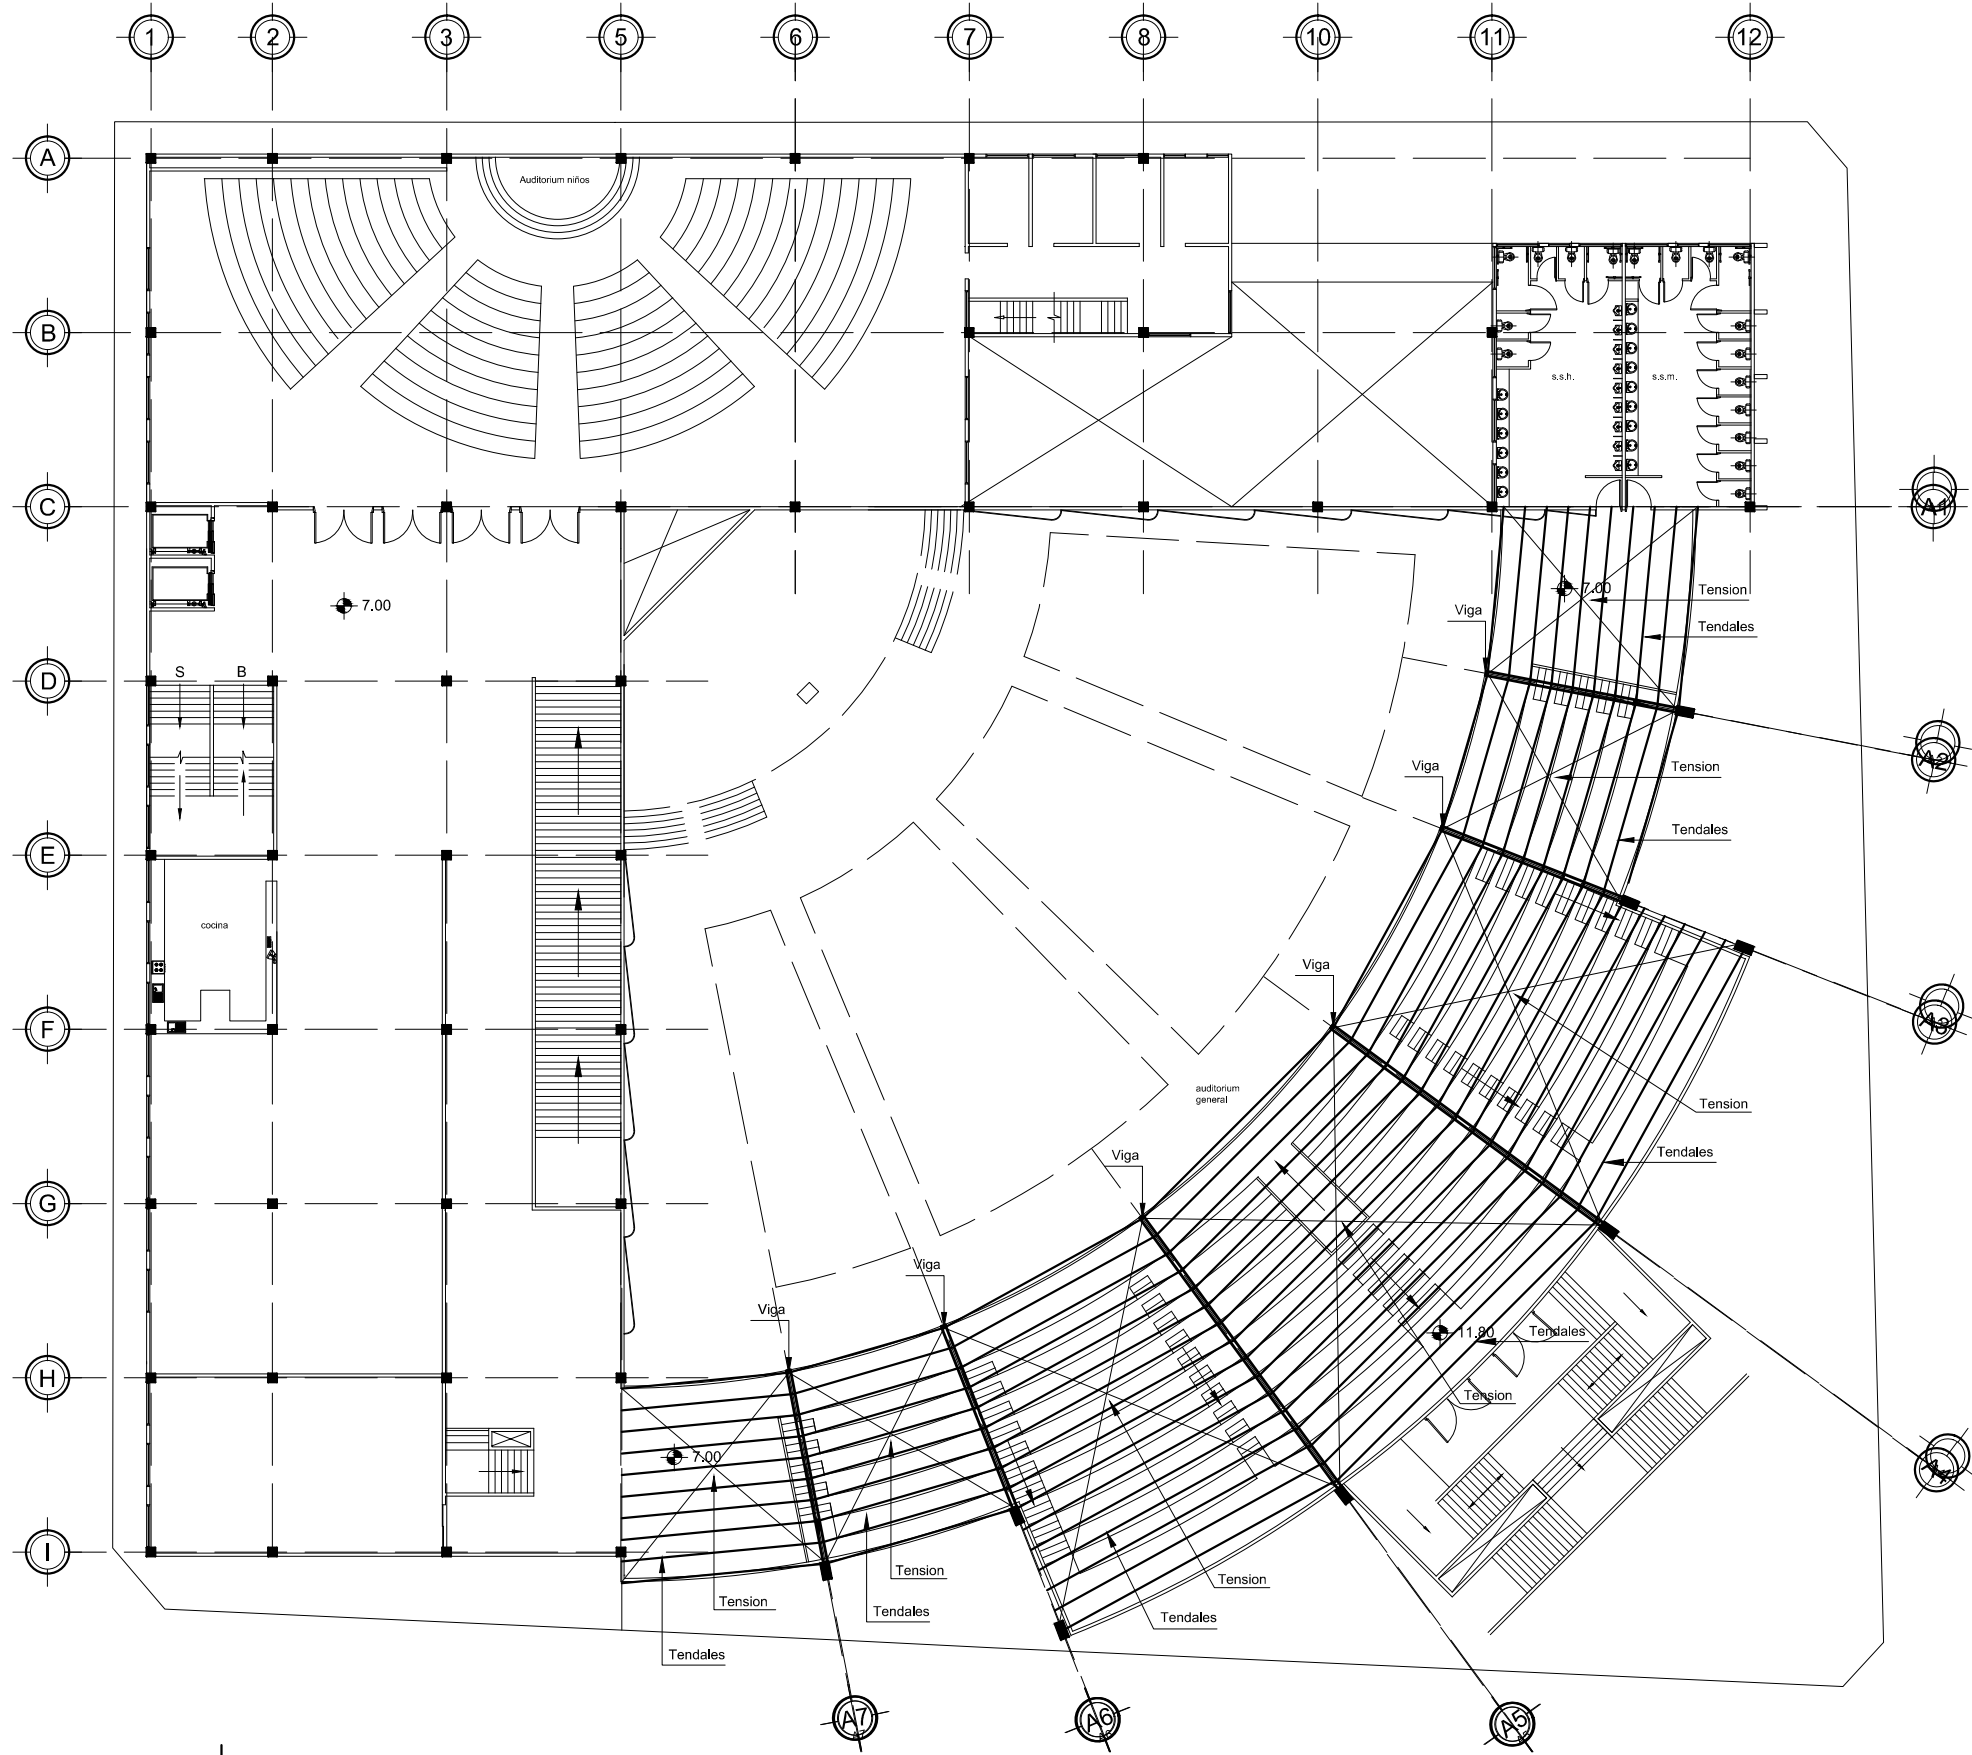 1 2 3 5 6 7 8 10 11 12
A
Auditorium niños
B
s.s.h. s.s.m.
C
A1
7.00
7.00
Tension
Viga
Tendales
D
S B
A2
Viga
Tension
Tendales
E
cocina
Viga
F
A3
auditorium
general
Tension
Viga
Tendales
G
Viga
Viga
11.80
Tendales
H
Tension
7.00
A4
I
Tension
Tension
Tension
Tendales
Tendales
Tendales
A7
A6
A5